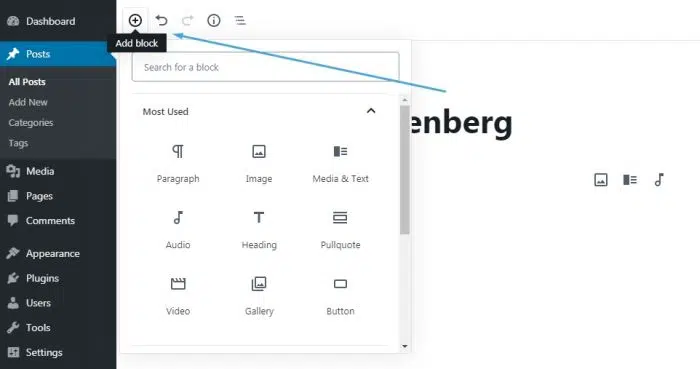 Dashboard
Posts
All Posts
Add New
Categories
Tags
Media
Pages
Comments
Appearance
Plugins
Users
Tools
Settings
Add block
Search for a block
Most Used
Paragraph
Image
Media & Text
Audio
Heading
Pullquote
Video
Gallery
Button
enberg